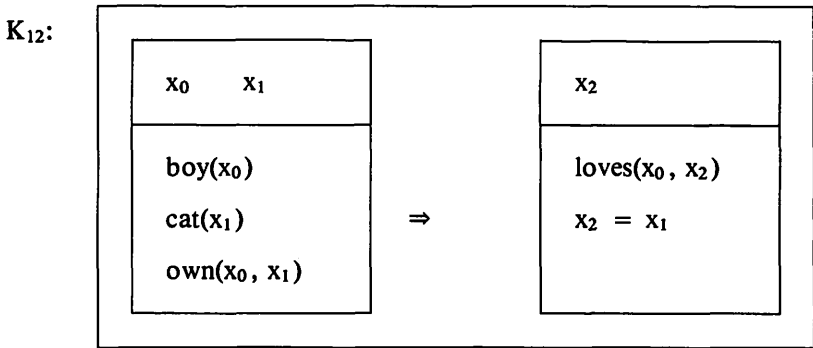 K₁₂:
x₀ x₁ x₂
boy(x₀) loves(x₀, x₂)
cat(x₁) ⇒ x₂ = x₁
own(x₀, x₁)